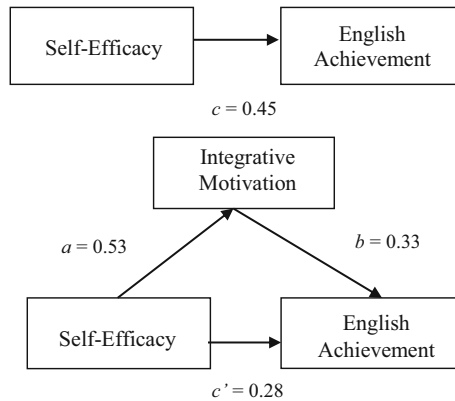 Self-Efficacy
English
Achievement
c = 0.45
Integrative
Motivation
a = 0.53
b = 0.33
Self-Efficacy
English
Achievement
c’ = 0.28